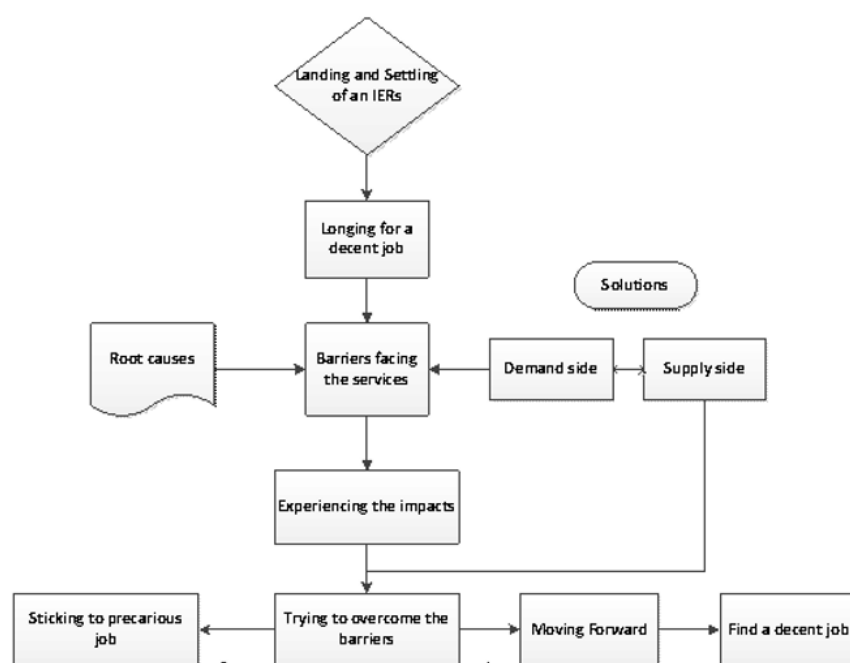 Landing and Settling
of an IERs
Longing for a
decent job
Solutions
Root causes
Barriers facing
the services
Demand side
Supply side
Experiencing the impacts
Sticking to precarious
job
Trying to overcome the
barriers
Moving Forward
Find a decent job